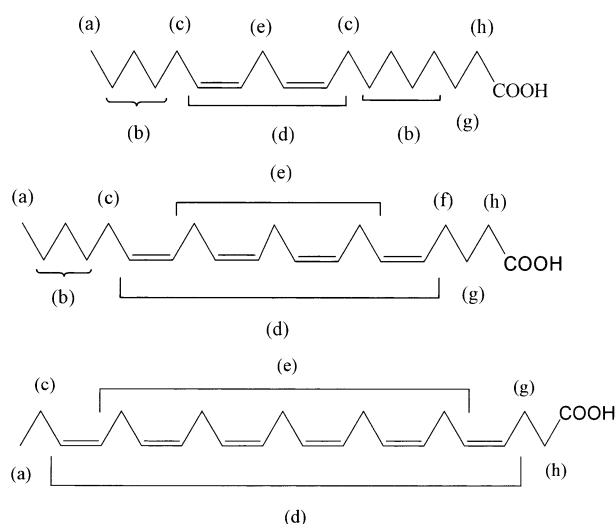 (a) (c) (e) (c) (h)
COOH
(b) (d) (b) (g)
(e)
(a) (c) (f) (h)
COOH
(b) (g)
(d)
(e)
(c) (g)
COOH
(a) (h)
(d)